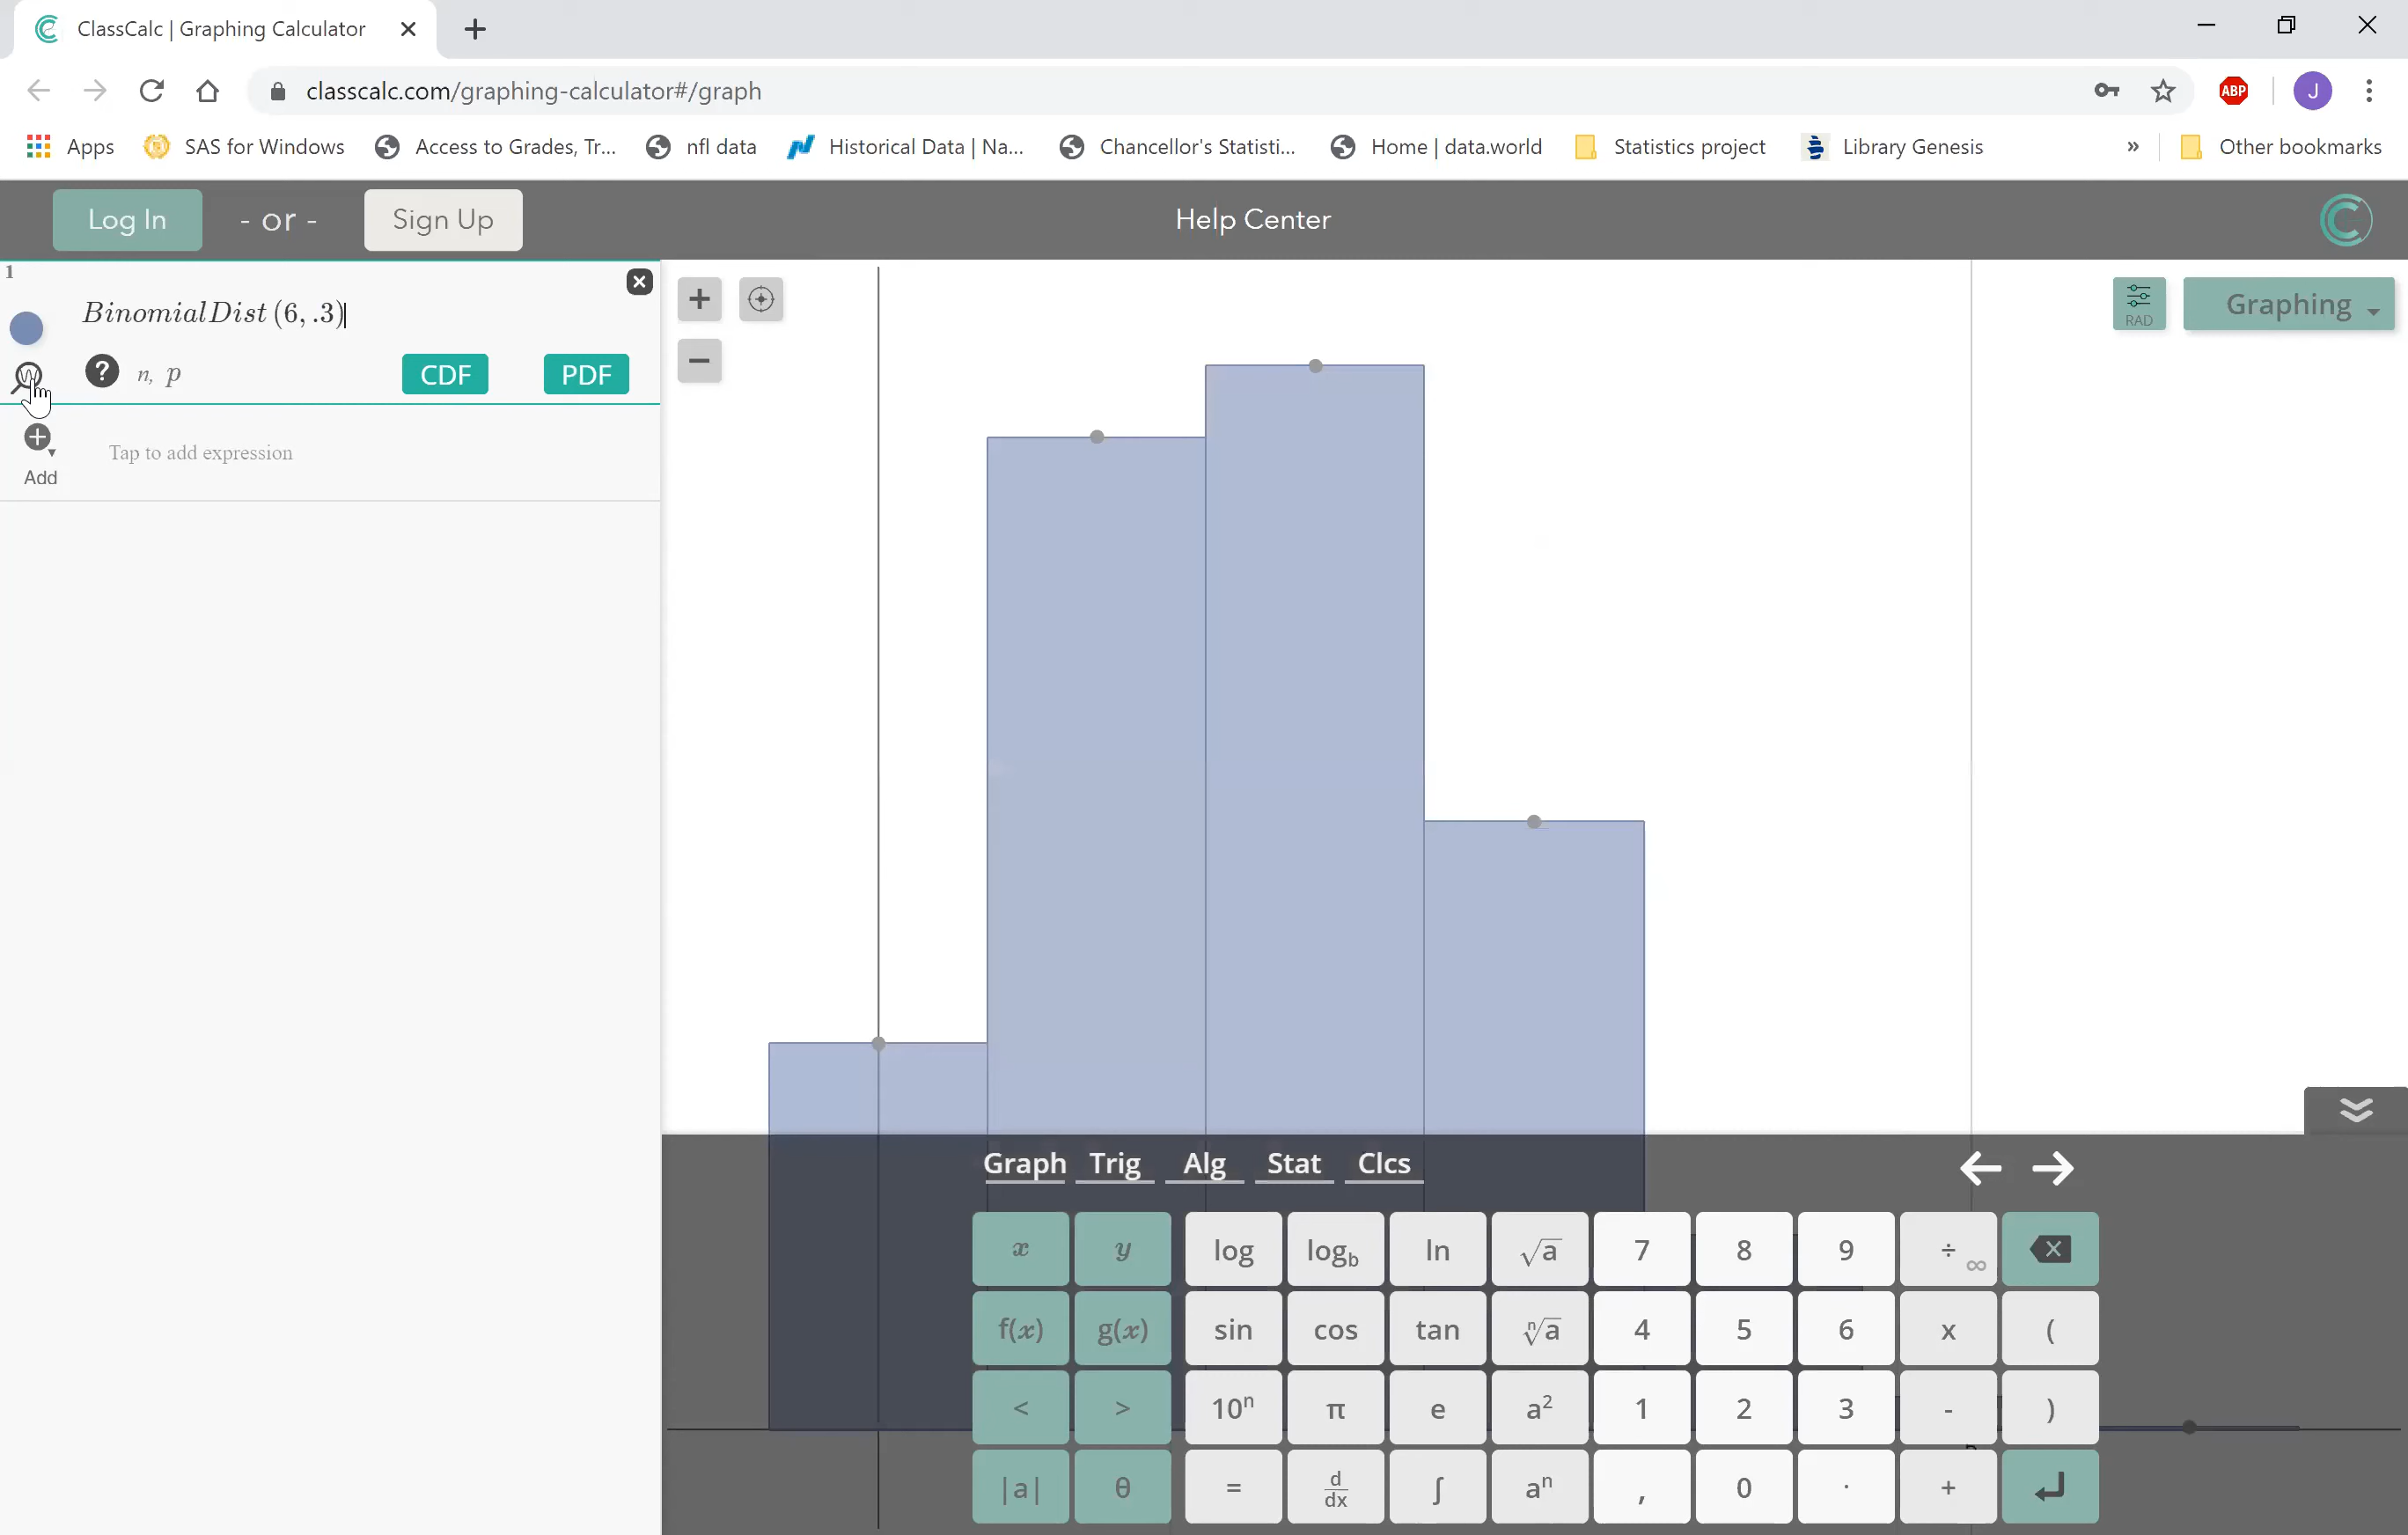 ClassCalc | Graphing Calculator
classcalc.com/graphing-calculator#/graph
ABP
J
Apps
SAS for Windows
Access to Grades, Tr...
nfl data
Historical Data | Na...
Chancellor's Statisti...
Home | data.world
Statistics project
Library Genesis
»
Other bookmarks
Log In
- or -
Sign Up
Help Center
1
BinomialDist (6, .3)
? n, p
CDF
PDF
Add
Tap to add expression
+
−
RAD
Graphing
Graph Trig Alg Stat Clcs
x y log log_b ln √a 7 8 9 ÷ ∞
f(x) g(x) sin cos tan ⁿ√a 4 5 6 x (
< > 10ⁿ π e a² 1 2 3 - )
|a| θ = d/dx ∫ aⁿ , 0 · +